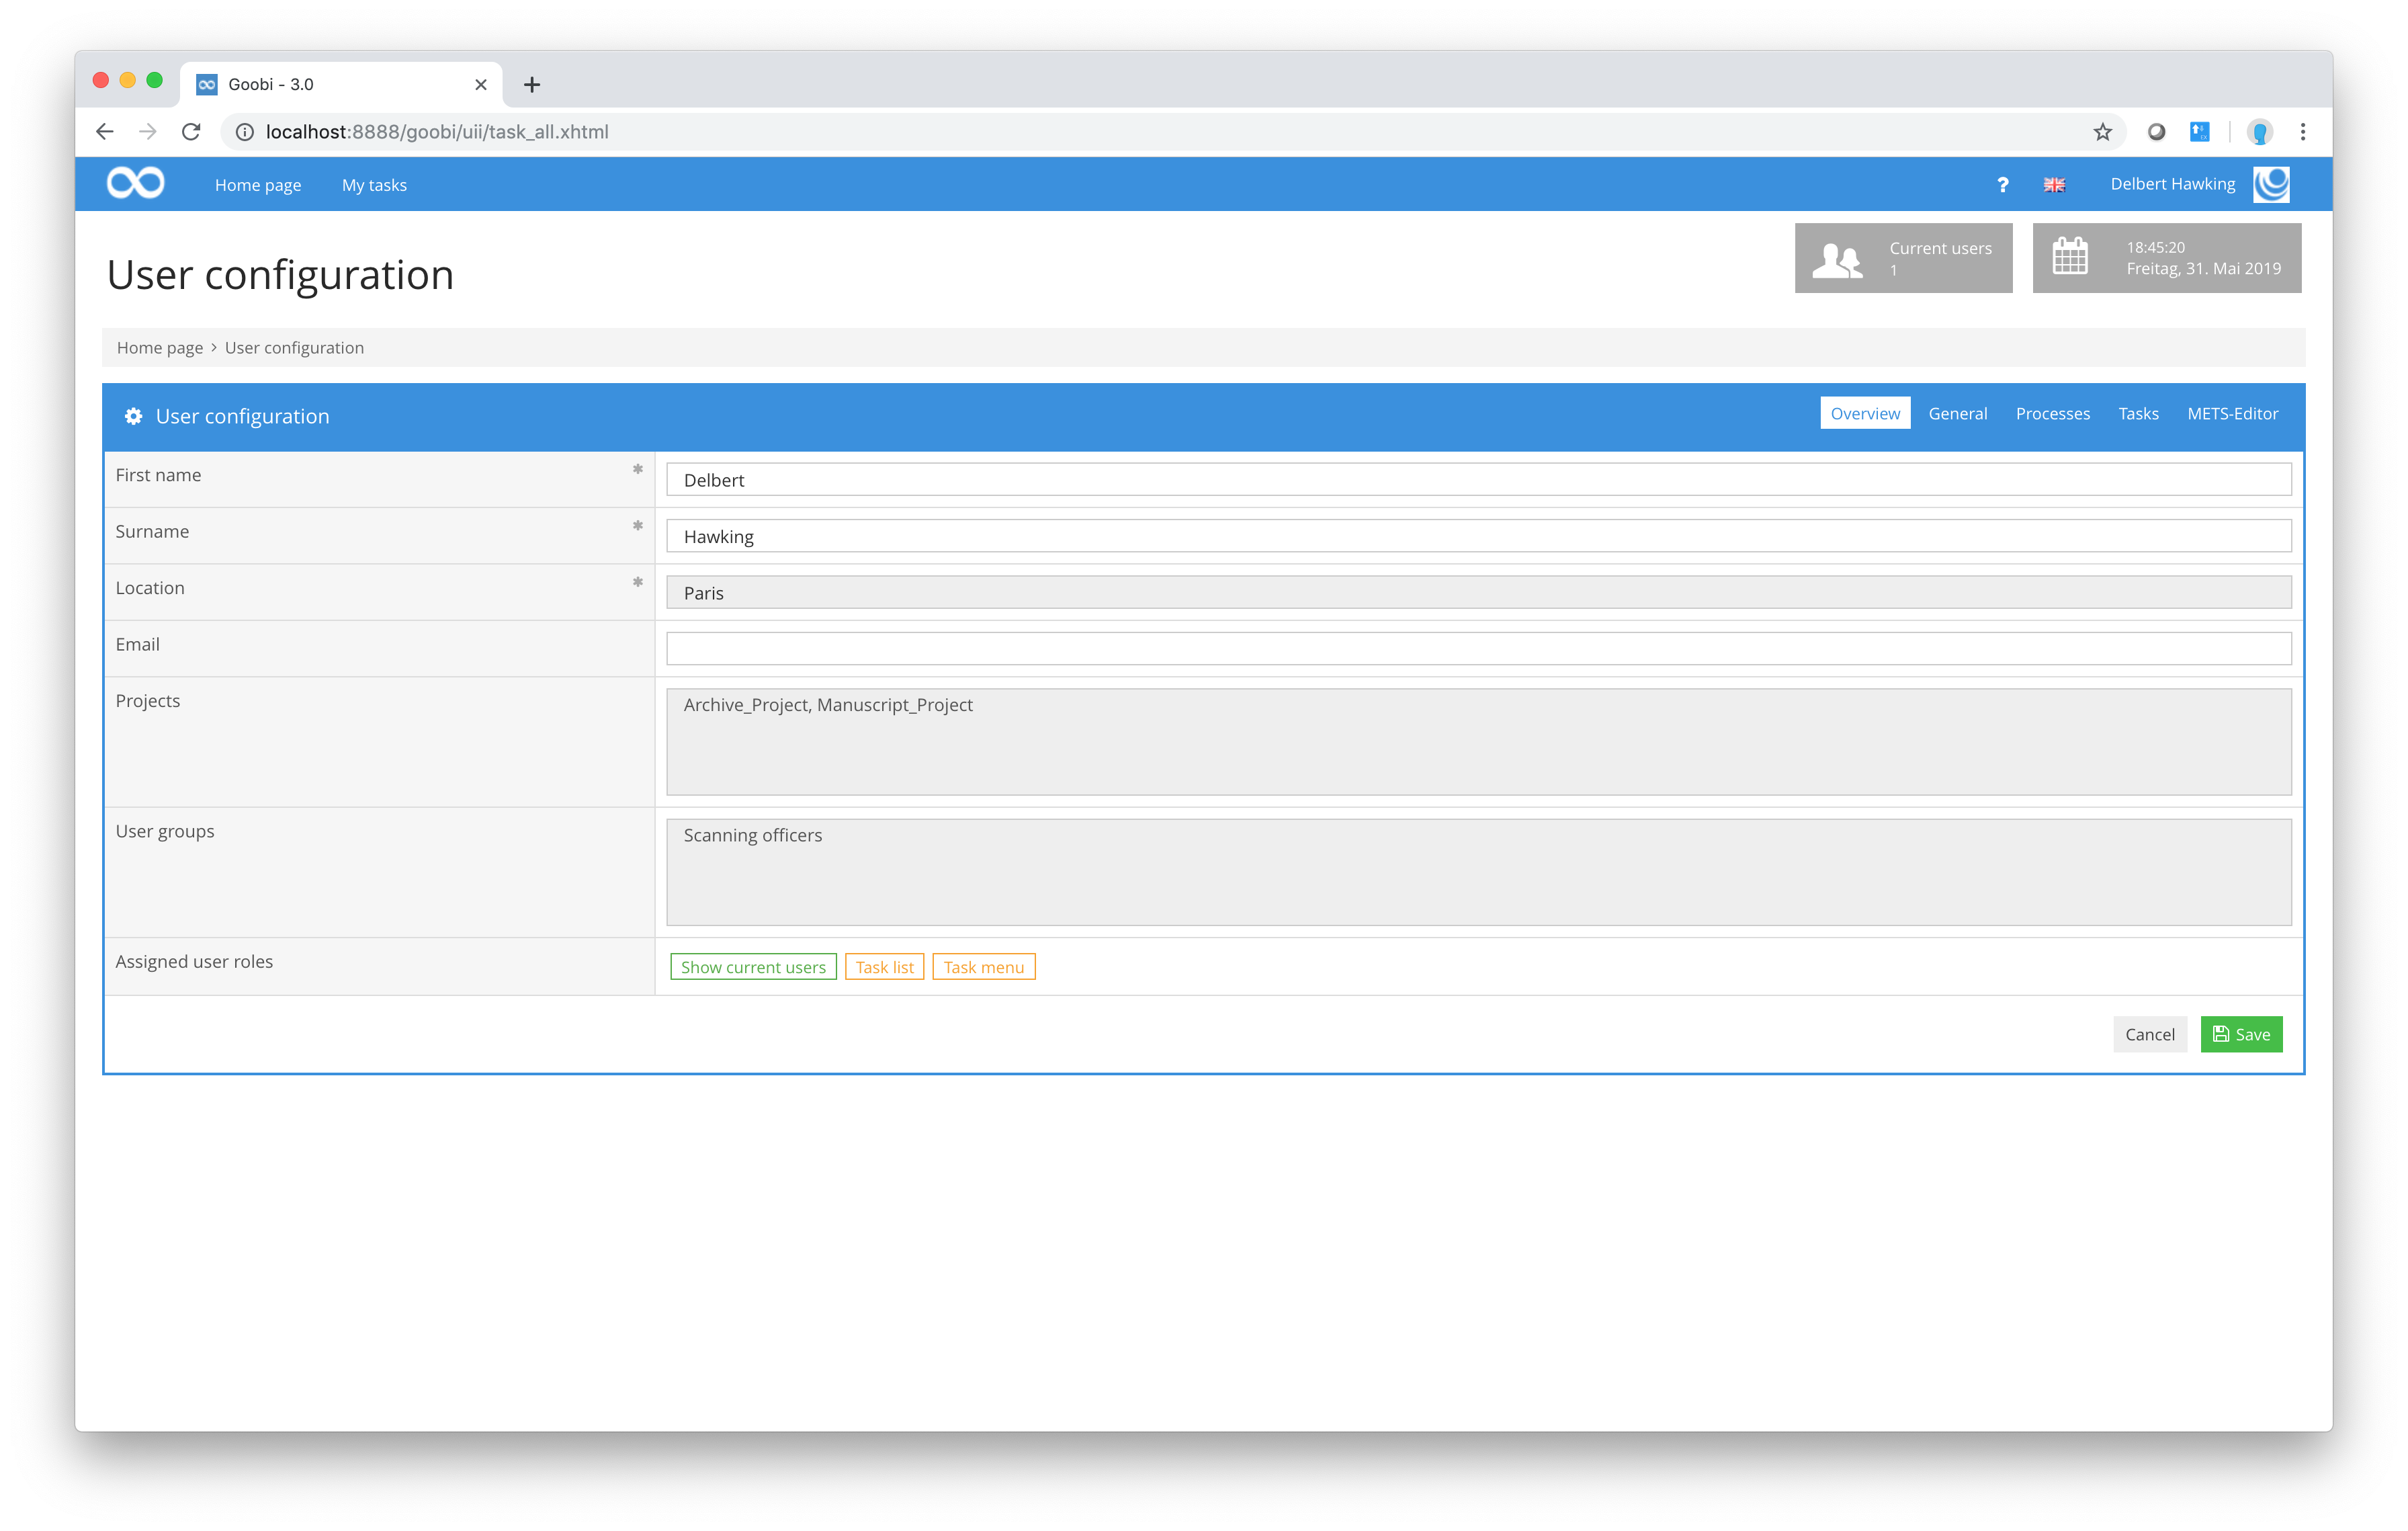 Goobi - 3.0
localhost:8888/goobi/uii/task_all.xhtml
Home page My tasks ? Delbert Hawking
User configuration
Current users
1
18:45:20
Freitag, 31. Mai 2019
Home page > User configuration
User configuration Overview General Processes Tasks METS-Editor
First name * Delbert
Surname * Hawking
Location * Paris
Email
Projects Archive_Project, Manuscript_Project
User groups Scanning officers
Assigned user roles Show current users Task list Task menu
Cancel Save